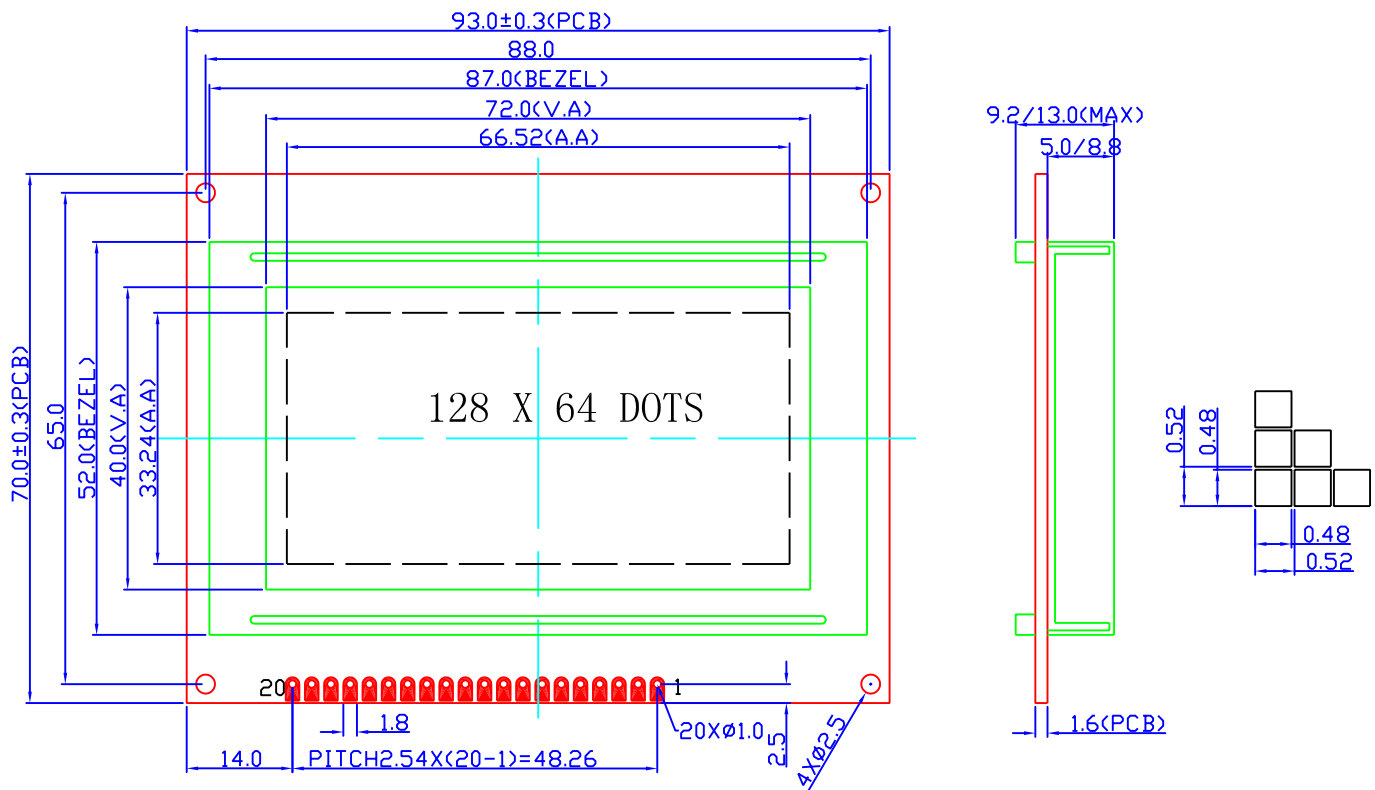 93.0±0.3(PCB)
88.0
87.0(BEZEL)
72.0(V.A)
66.52(A.A)
9.2/13.0(MAX)
5.0/8.8
70.0±0.3(PCB)
65.0
52.0(BEZEL)
40.0(V.A)
33.24(A.A)
128 X 64 DOTS
0.52
0.48
0.48
0.52
20
1
1.8
20XØ1.0
2.5
4XØ2.5
1.6(PCB)
14.0
PITCH2.54X(20-1)=48.26